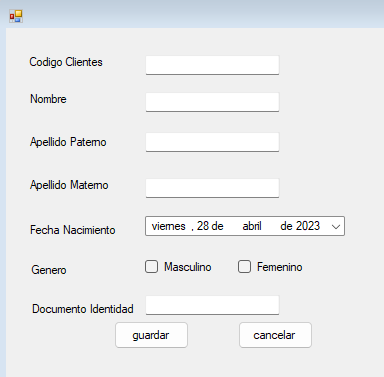 Codigo Clientes
Nombre
Apellido Paterno
Apellido Materno
Fecha Nacimiento viernes , 28 de abril de 2023
Genero Masculino Femenino
Documento Identidad
guardar cancelar